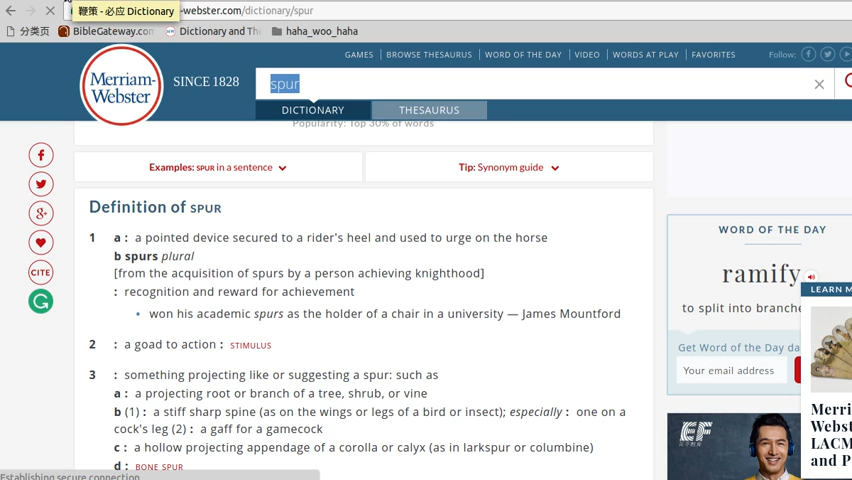 鞭策 - 必应 Dictionary
-webster.com/dictionary/spur
分类页
BibleGateway.com
Dictionary and The
haha_woo_haha
GAMES | BROWSE THESAURUS | WORD OF THE DAY | VIDEO | WORDS AT PLAY | FAVORITES
Follow:
Merriam-
Webster
SINCE 1828
spur
DICTIONARY
THESAURUS
Popularity: Top 30% of words
Examples: SPUR in a sentence
Tip: Synonym guide
CITE
Definition of SPUR
1 a : a pointed device secured to a rider's heel and used to urge on the horse
b spurs plural
[from the acquisition of spurs by a person achieving knighthood]
: recognition and reward for achievement
• won his academic spurs as the holder of a chair in a university — James Mountford
2 : a goad to action : STIMULUS
3 : something projecting like or suggesting a spur: such as
a : a projecting root or branch of a tree, shrub, or vine
b (1) : a stiff sharp spine (as on the wings or legs of a bird or insect); especially : one on a
cock's leg (2) : a gaff for a gamecock
c : a hollow projecting appendage of a corolla or calyx (as in larkspur or columbine)
d : BONE SPUR
WORD OF THE DAY
ramify
to split into branche
Get Word of the Day da
Your email address
LEARN M
Merri
Webst
LACM
and P
EF
Establishing secure connection